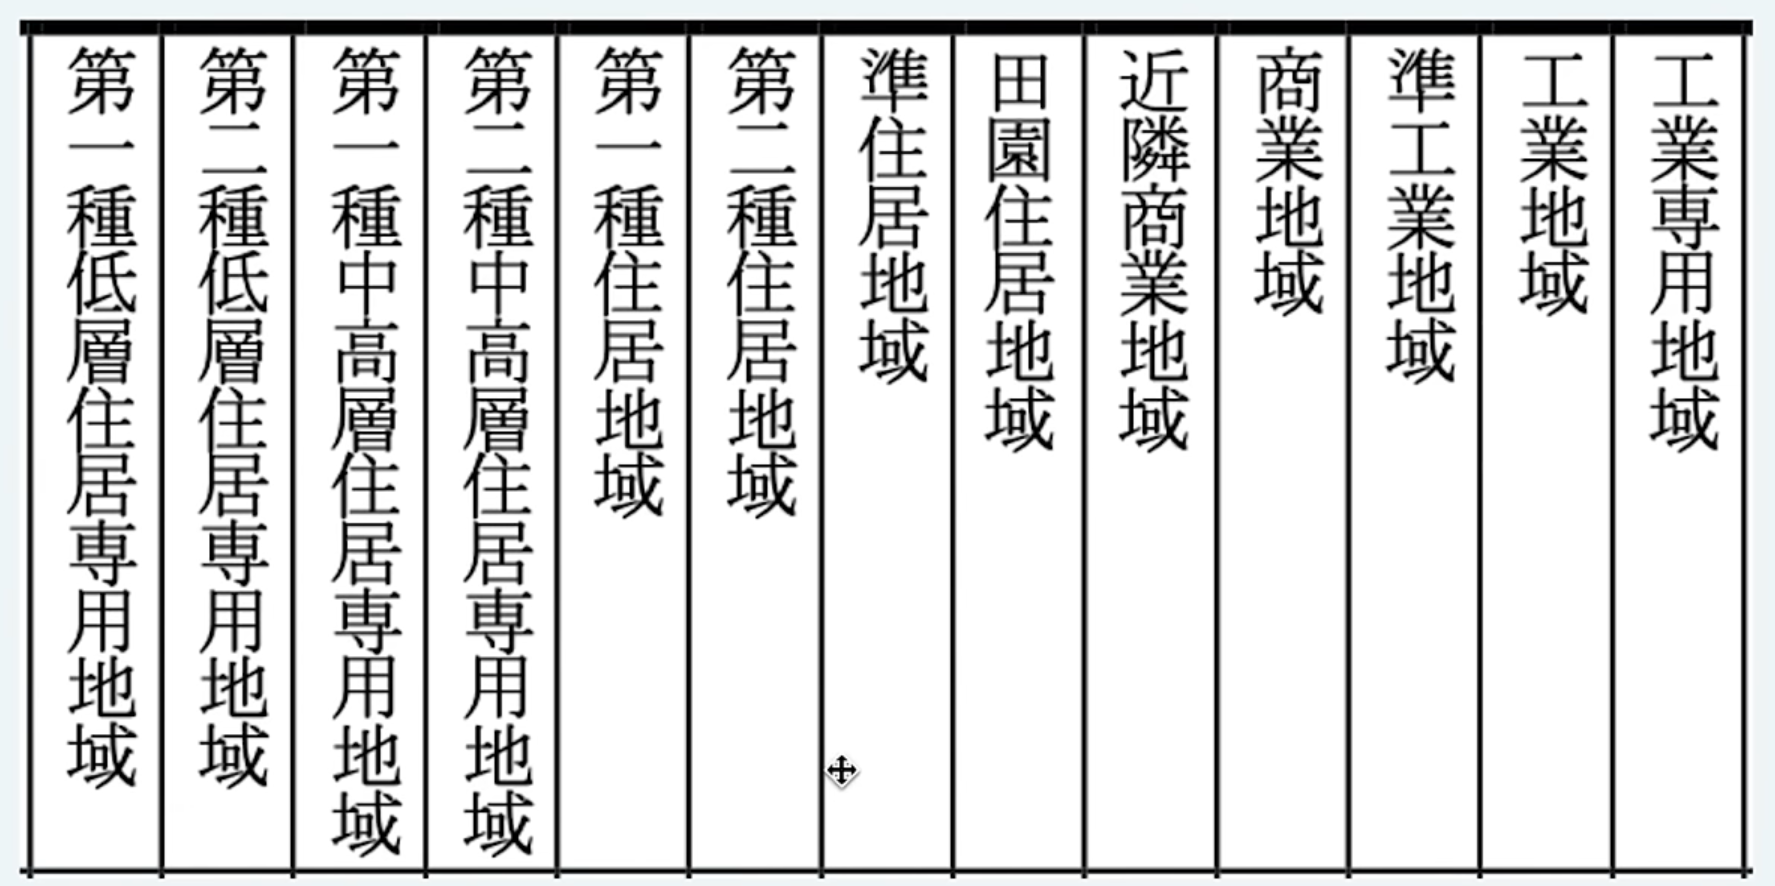 第一種低層住居専用地域
第二種低層住居専用地域
第一種中高層住居専用地域
第二種中高層住居専用地域
第一種住居地域
第二種住居地域
準住居地域
田園住居地域
近隣商業地域
商業地域
準工業地域
工業地域
工業専用地域